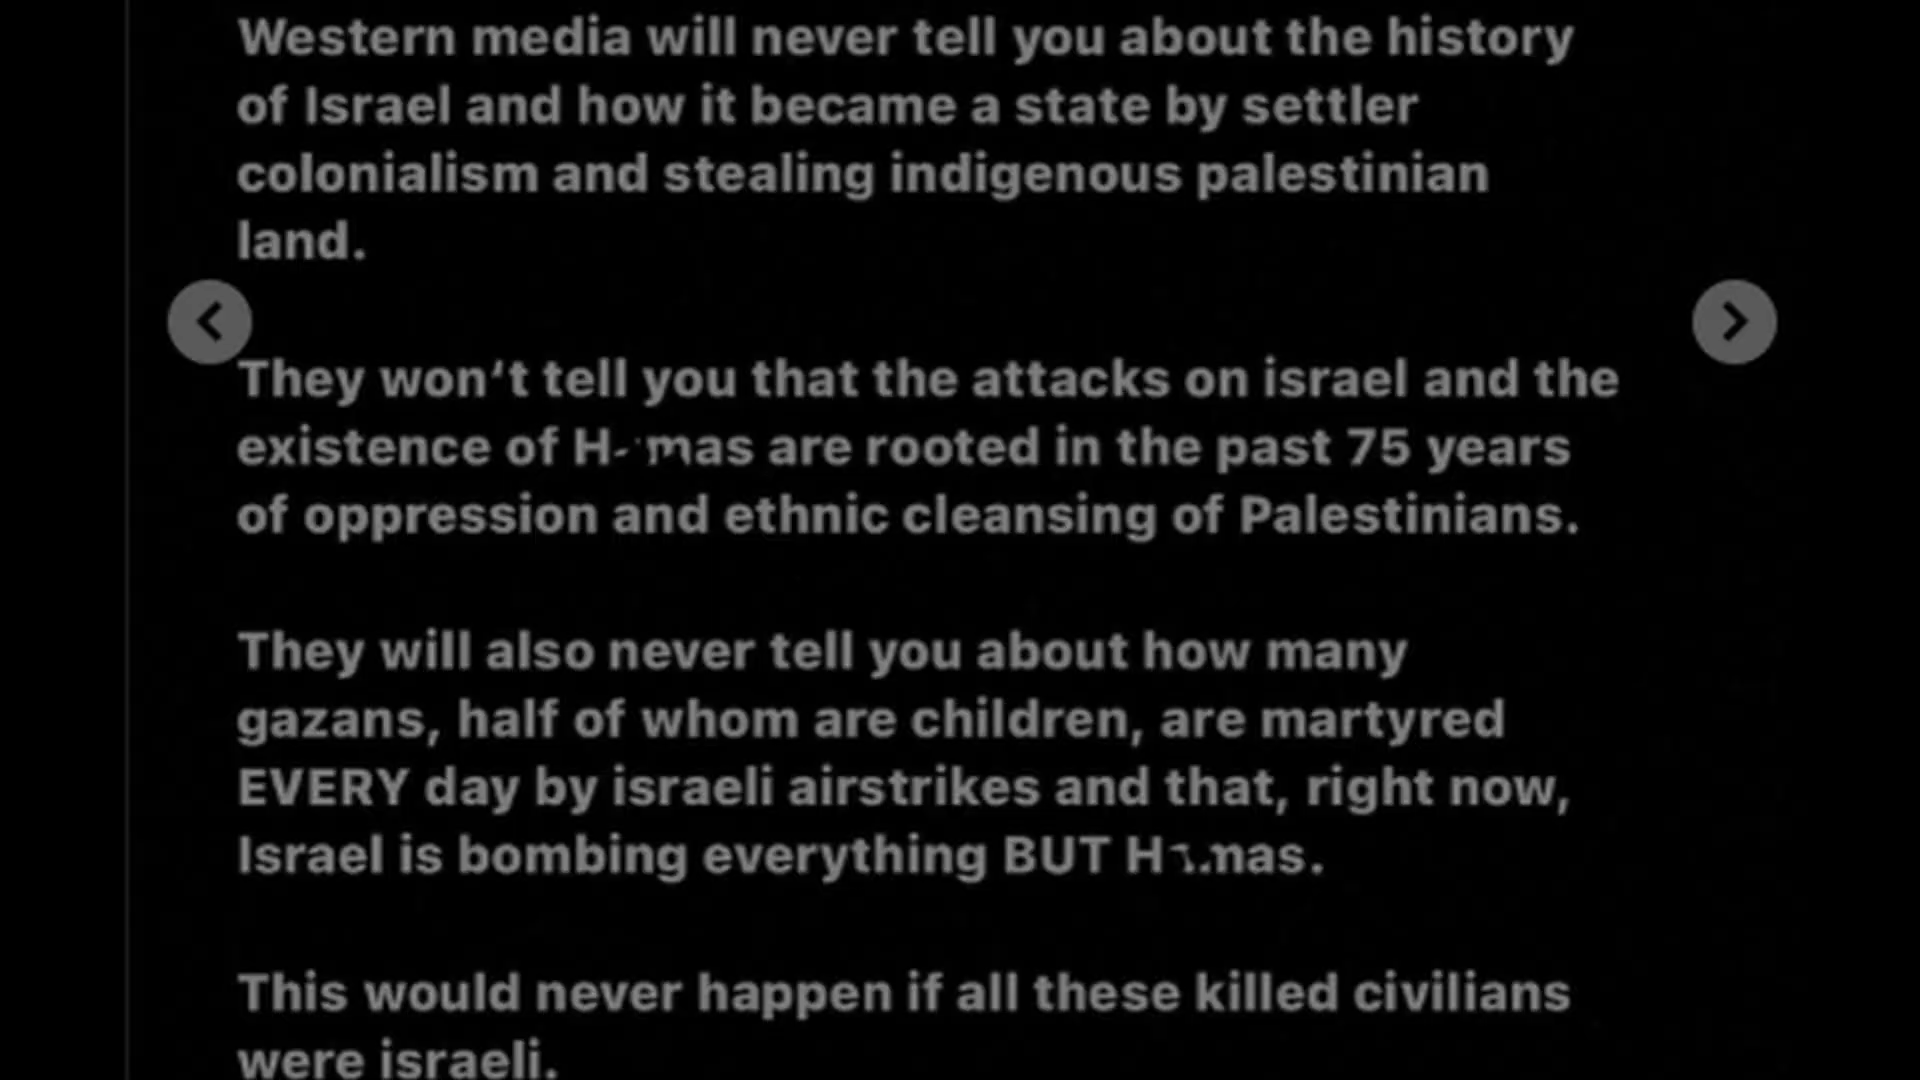 Western media will never tell you about the history
of Israel and how it became a state by settler
colonialism and stealing indigenous palestinian
land.
They won‘t tell you that the attacks on israel and the
existence of are rooted in the past 75 years
of oppression and ethnic cleansing of Palestinians.
They will also never tell you about how many
gazans, half of whom are children, are martyred
EVERY day by israeli airstrikes and that, right now,
Israel is bombing everything BUT
This would never happen if all these killed civilians
were israeli.